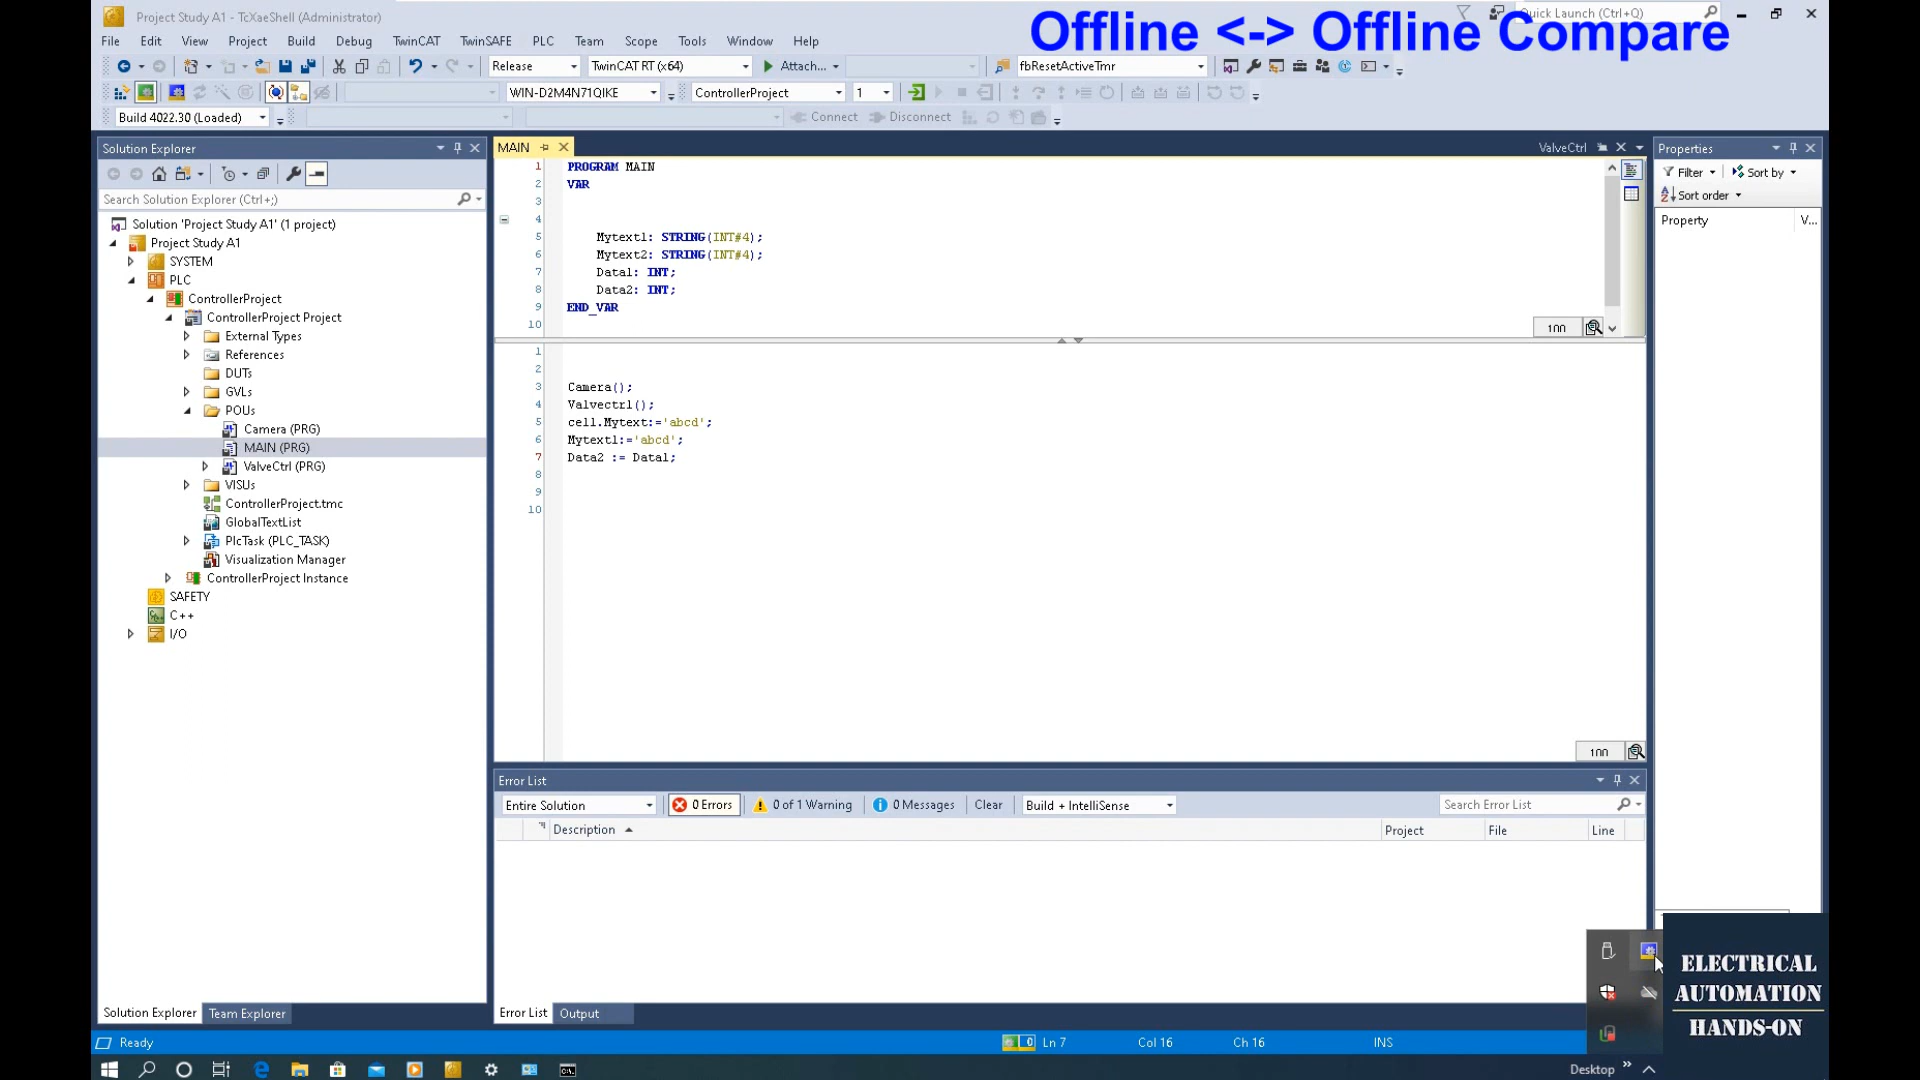 Project Study A1 - TcXaeShell (Administrator)
Offline <-> Offline Compare
Quick Launch (Ctrl+Q)
File Edit View Project Build Debug TwinCAT TwinSAFE PLC Team Scope Tools Window Help
Release TwinCAT RT (x64) Attach... fbResetActiveTmr
WIN-D2M4N71QIKE ControllerProject 1
Build 4022.30 (Loaded) Connect Disconnect
Solution Explorer
Search Solution Explorer (Ctrl+;)
Solution 'Project Study A1' (1 project)
Project Study A1
SYSTEM
PLC
ControllerProject
ControllerProject Project
External Types
References
DUTs
GVLs
POUs
Camera (PRG)
MAIN (PRG)
ValveCtrl (PRG)
VISUs
ControllerProject.tmc
GlobalTextList
PlcTask (PLC_TASK)
Visualization Manager
ControllerProject Instance
SAFETY
C++
I/O
Solution Explorer Team Explorer
MAIN ValveCtrl
1 PROGRAM MAIN
2 VAR
3
4
5 Mytext1: STRING(INT#4);
6 Mytext2: STRING(INT#4);
7 Data1: INT;
8 Data2: INT;
9 END_VAR
10
100
1
2
3 Camera();
4 Valvectrl();
5 cell.Mytext:='abcd';
6 Mytext1:='abcd';
7 Data2 := Data1;
8
9
10
100
Error List
Entire Solution 0 Errors 0 of 1 Warning 0 Messages Clear Build + IntelliSense Search Error List
Description Project File Line
Error List Output
Properties
Filter Sort by
Sort order
Property V...
ELECTRICAL
AUTOMATION
HANDS-ON
Ready 0 Ln 7 Col 16 Ch 16 INS
Desktop